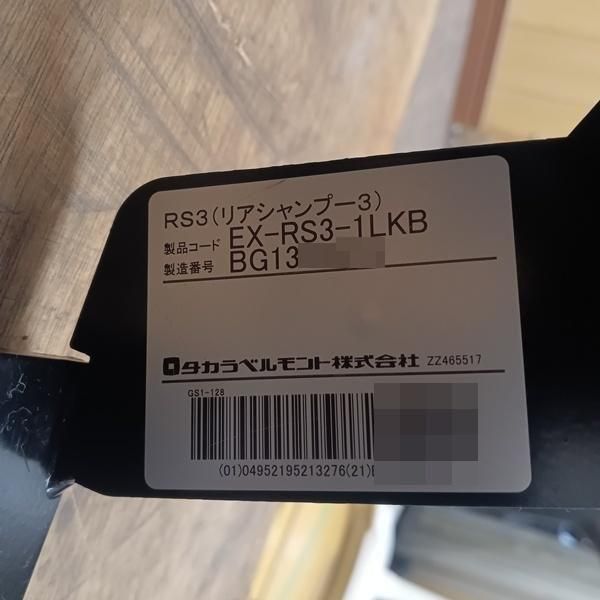 RS3(リアシャンプー3)
製品コード EX-RS3-1LKB
製造番号 BG13
タカラベルモント株式会社 ZZ465517
GS1-128
(01)04952195213276(21)